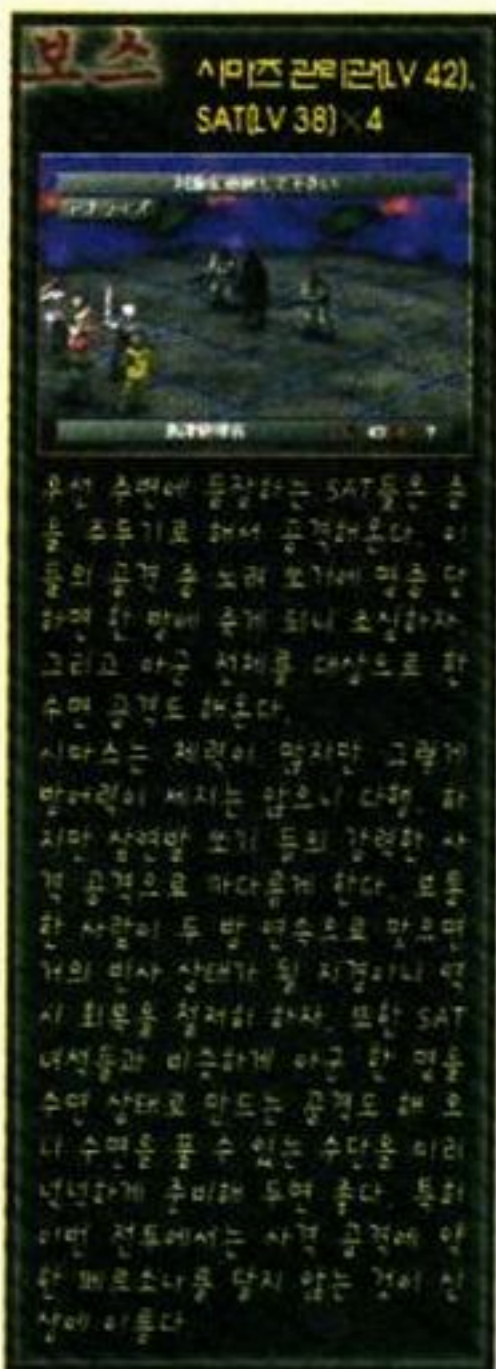 보스
시마즈 관리관(LV 42),
SAT(LV 38)×4
우선 주변에 등장하는 SAT들은 총
을 주무기로 해서 공격해온다. 이
들의 공격 중 노려 쏘기에 명중 당
하면 한 방에 죽게 되니 조심하자.
그리고 아군 전체를 대상으로 한
수면 공격도 해온다.
시마즈는 체력이 많지만 그렇게
방어력이 세지는 않으니 다행. 하
지만 삼연발 쏘기 등의 강력한 사
격 공격으로 까다롭게 한다. 보통
한 사람이 두 방 연속으로 맞으면
거의 빈사 상태가 될 지경이니 역
시 회복을 철저히 하자. 또한 SAT
녀석들과 비슷하게 아군 한 명을
수면 상태로 만드는 공격도 해 오
니 수면을 풀 수 있는 수단을 미리
넉넉하게 준비해 두면 좋다. 특히
이번 전투에서는 사격 공격에 약
한 페르소나를 달지 않는 것이 신
상에 이롭다.